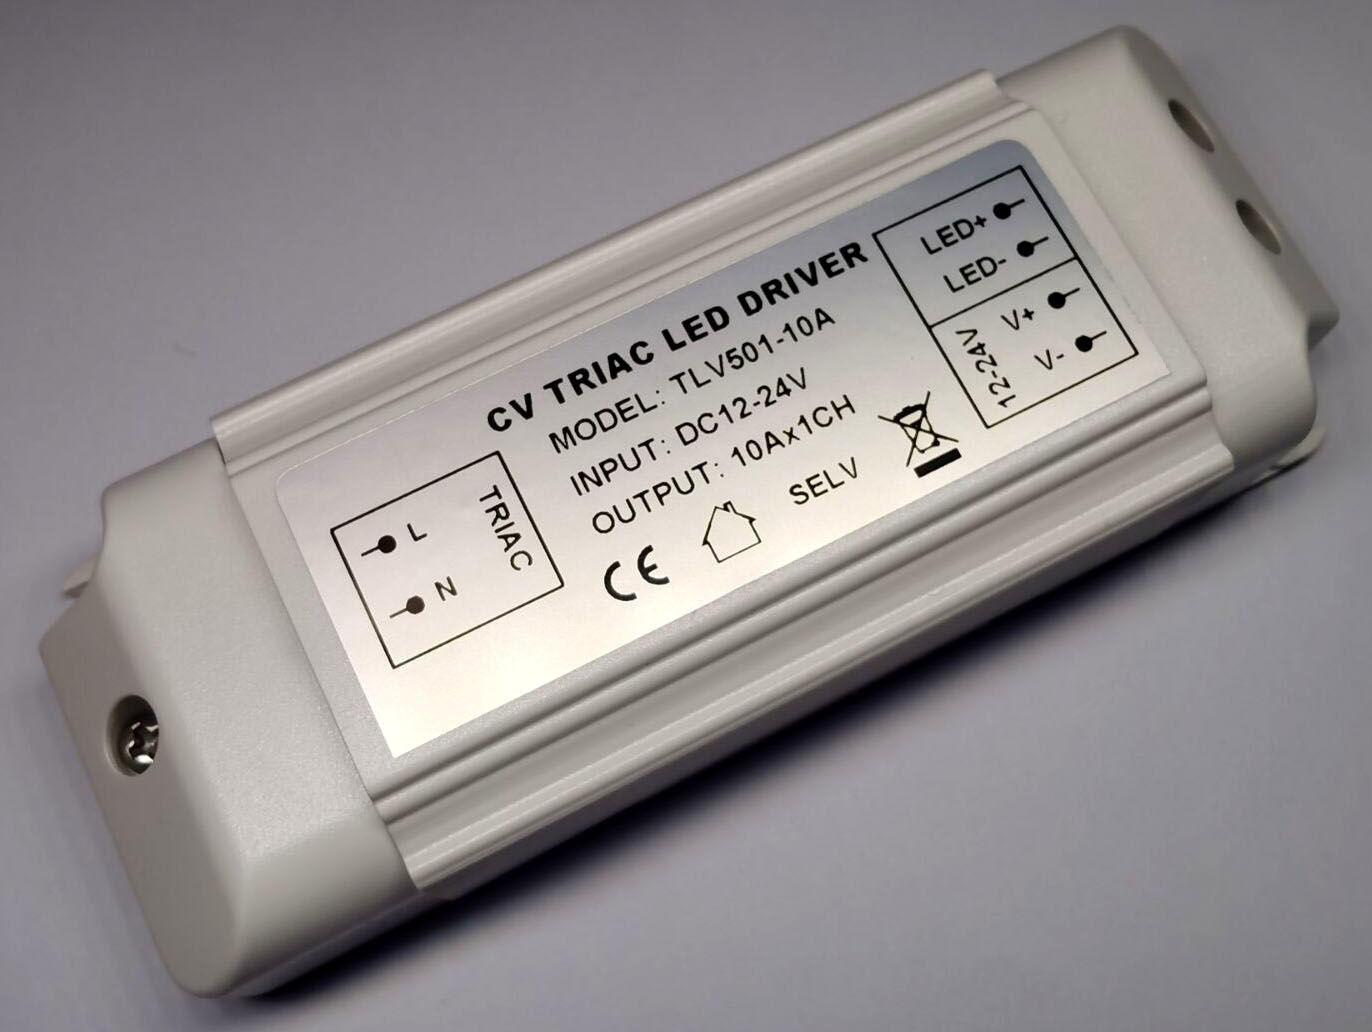 CV TRIAC LED DRIVER
MODEL: TLV501-10A
INPUT: DC12-24V
OUTPUT: 10Ax1CH
CE
SELV
TRIAC
L
N
LED+
LED-
12-24V
V+
V-